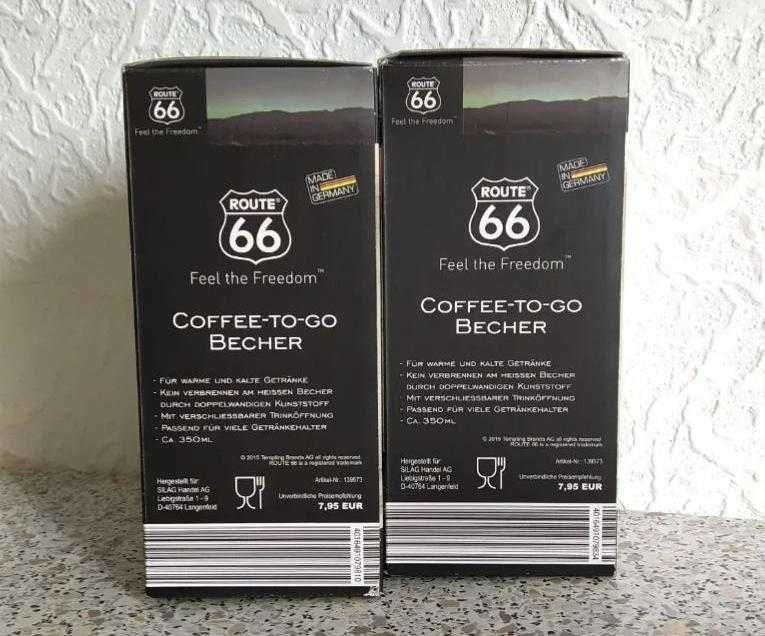 ROUTE
66
Feel the Freedom™
MADE
IN
GERMANY
ROUTE®
66
Feel the Freedom™
COFFEE-TO-GO
BECHER
- FÜR WARME UND KALTE GETRÄNKE
- KEIN VERBRENNEN AM HEISSEN BECHER
DURCH DOPPELWANDIGEN KUNSTSTOFF
- MIT VERSCHLIESSBARER TRINKÖFFNUNG
- PASSEND FÜR VIELE GETRÄNKEHALTER
- CA. 350ML
© 2015 Tempting Brands AG all rights reserved.
ROUTE 66 is a registered trademark
Hergestellt für
SILAG Handel AG
Liebigstraße 1 - 9
D-40764 Langenfeld
Artikel-Nr.: 139573
Unverbindliche Preisempfehlung
7,95 EUR
ROUTE
66
Feel the Freedom™
MADE
IN
GERMANY
ROUTE®
66
Feel the Freedom™
COFFEE-TO-GO
BECHER
- FÜR WARME UND KALTE GETRÄNKE
- KEIN VERBRENNEN AM HEISSEN BECHER
DURCH DOPPELWANDIGEN KUNSTSTOFF
- MIT VERSCHLIESSBARER TRINKÖFFNUNG
- PASSEND FÜR VIELE GETRÄNKEHALTER
- CA. 350ML
© 2015 Tempting Brands AG all rights reserved.
ROUTE 66 is a registered trademark
Hergestellt für
SILAG Handel AG
Liebigstraße 1 - 9
D-40764 Langenfeld
Artikel-Nr.: 139573
Unverbindliche Preisempfehlung
7,95 EUR